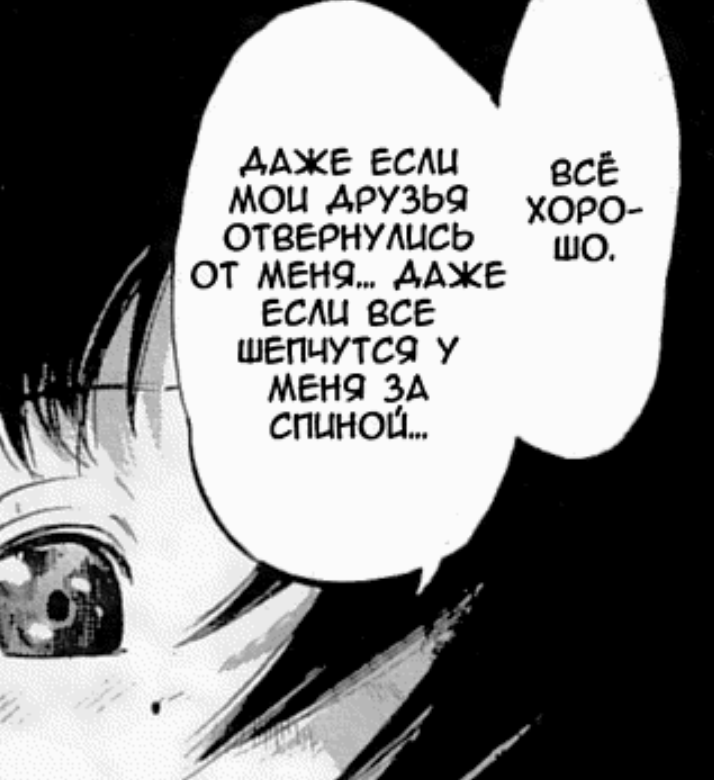 ВСЁ
ХОРО-
ШО.
ДАЖЕ ЕСЛИ
МОИ ДРУЗЬЯ
ОТВЕРНУЛИСЬ
ОТ МЕНЯ... ДАЖЕ
ЕСЛИ ВСЕ
ШЕПЧУТСЯ У
МЕНЯ ЗА
СПИНОЙ...